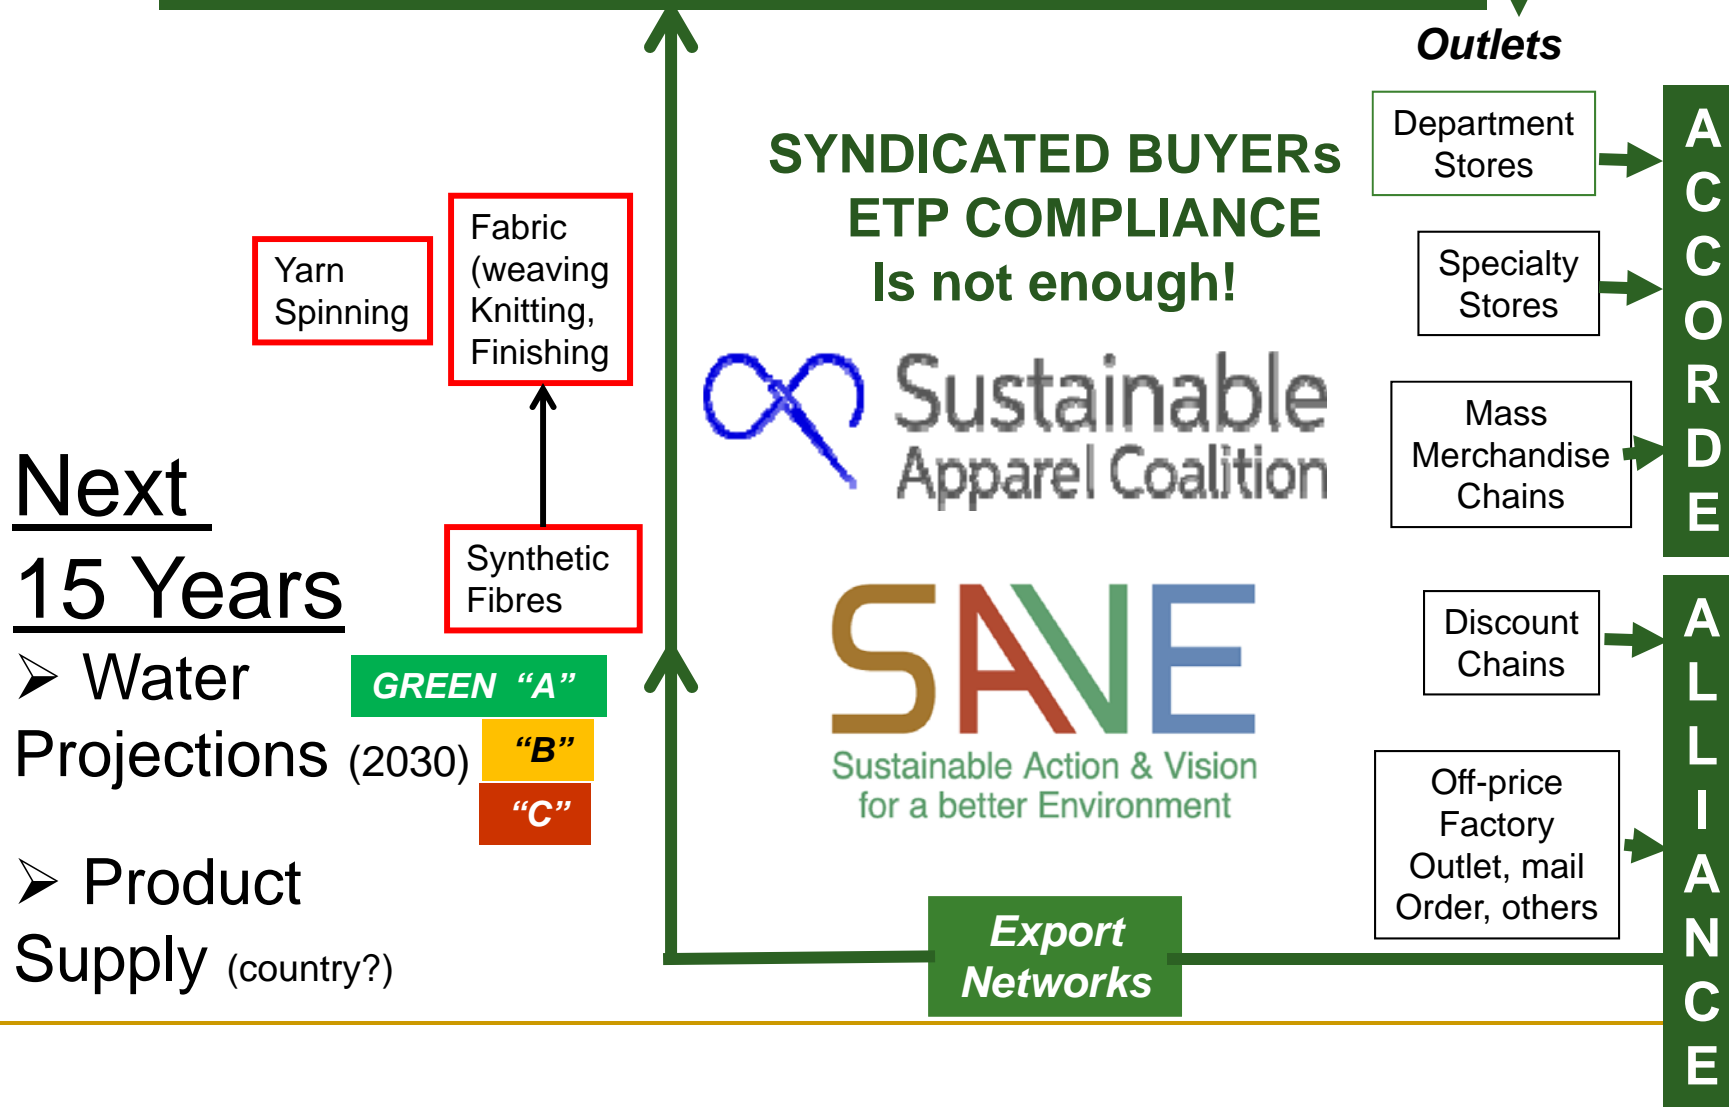 Outlets
Department
Stores
Specialty
Stores
Mass
Merchandise
Chains
Discount
Chains
Off-price
Factory
Outlet, mail
Order, others
ACCORDE
ALLIANCE
SYNDICATED BUYERs
ETP COMPLIANCE
Is not enough!
Sustainable
Apparel Coalition
SAVE
Sustainable Action & Vision
for a better Environment
Export
Networks
Yarn
Spinning
Fabric
(weaving
Knitting,
Finishing
Synthetic
Fibres
Next
15 Years
➢ Water
Projections (2030)
GREEN “A”
“B”
“C”
➢ Product
Supply (country?)